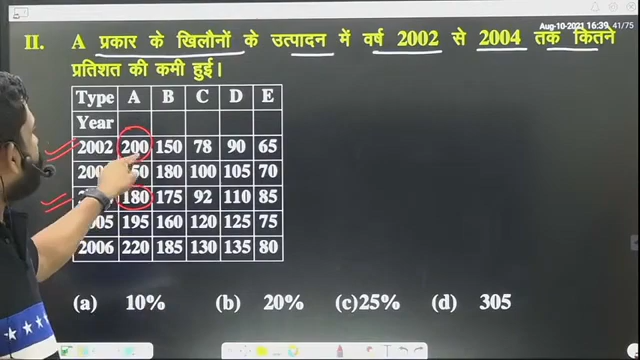 Aug-10-2021 16:39 41/75
II. A प्रकार के खिलौनों के उत्पादन में वर्ष 2002 से 2004 तक कितने
प्रतिशत की कमी हुई।
Type A B C D E
Year
2002 200 150 78 90 65
180 100 105 70
180 175 92 110 85
195 160 120 125 75
2006 220 185 130 135 80
(a) 10% (b) 20% (c) 25% (d) 305